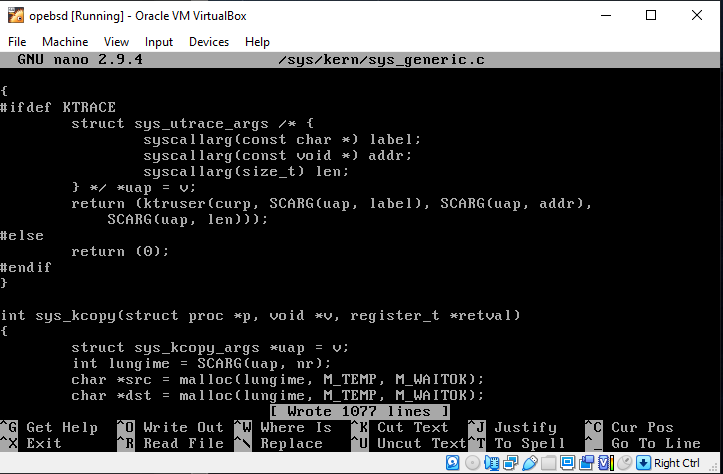 opebsd [Running] - Oracle VM VirtualBox
File Machine View Input Devices Help
GNU nano 2.9.4 /sys/kern/sys_generic.c
{
#ifdef KTRACE
struct sys_utrace_args /* {
syscallarg(const char *) label;
syscallarg(const void *) addr;
syscallarg(size_t) len;
} */ *uap = v;
return (ktruser(curp, SCARG(uap, label), SCARG(uap, addr),
SCARG(uap, len)));
#else
return (0);
#endif
}
int sys_kcopy(struct proc *p, void *v, register_t *retval)
{
struct sys_kcopy_args *uap = v;
int lungime = SCARG(uap, nr);
char *src = malloc(lungime, M_TEMP, M_WAITOK);
char *dst = malloc(lungime, M_TEMP, M_WAITOK);
[ Wrote 1077 lines ]
^G Get Help ^O Write Out ^W Where Is ^K Cut Text ^J Justify ^C Cur Pos
^X Exit ^R Read File ^\ Replace ^U Uncut Text ^T To Spell ^_ Go To Line
Right Ctrl